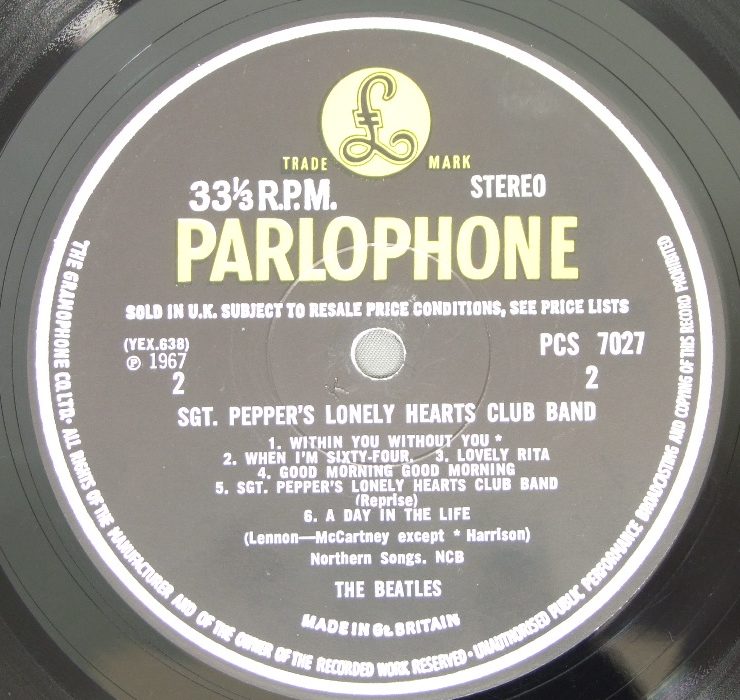 £
TRADE MARK
33⅓ R.P.M. STEREO
PARLOPHONE
SOLD IN U.K. SUBJECT TO RESALE PRICE CONDITIONS, SEE PRICE LISTS
(YEX.638) PCS 7027
℗ 1967
2 2
SGT. PEPPER'S LONELY HEARTS CLUB BAND
1. WITHIN YOU WITHOUT YOU *
2. WHEN I'M SIXTY-FOUR. 3. LOVELY RITA
4. GOOD MORNING GOOD MORNING
5. SGT. PEPPER'S LONELY HEARTS CLUB BAND
(Reprise)
6. A DAY IN THE LIFE
(Lennon—McCartney except * Harrison)
Northern Songs. NCB
THE BEATLES
MADE IN Gt. BRITAIN
THE GRAMOPHONE CO. LTD. · ALL RIGHTS OF THE MANUFACTURER AND OF THE OWNER OF THE RECORDED WORK RESERVED · UNAUTHORISED PUBLIC PERFORMANCE BROADCASTING AND COPYING OF THIS RECORD PROHIBITED